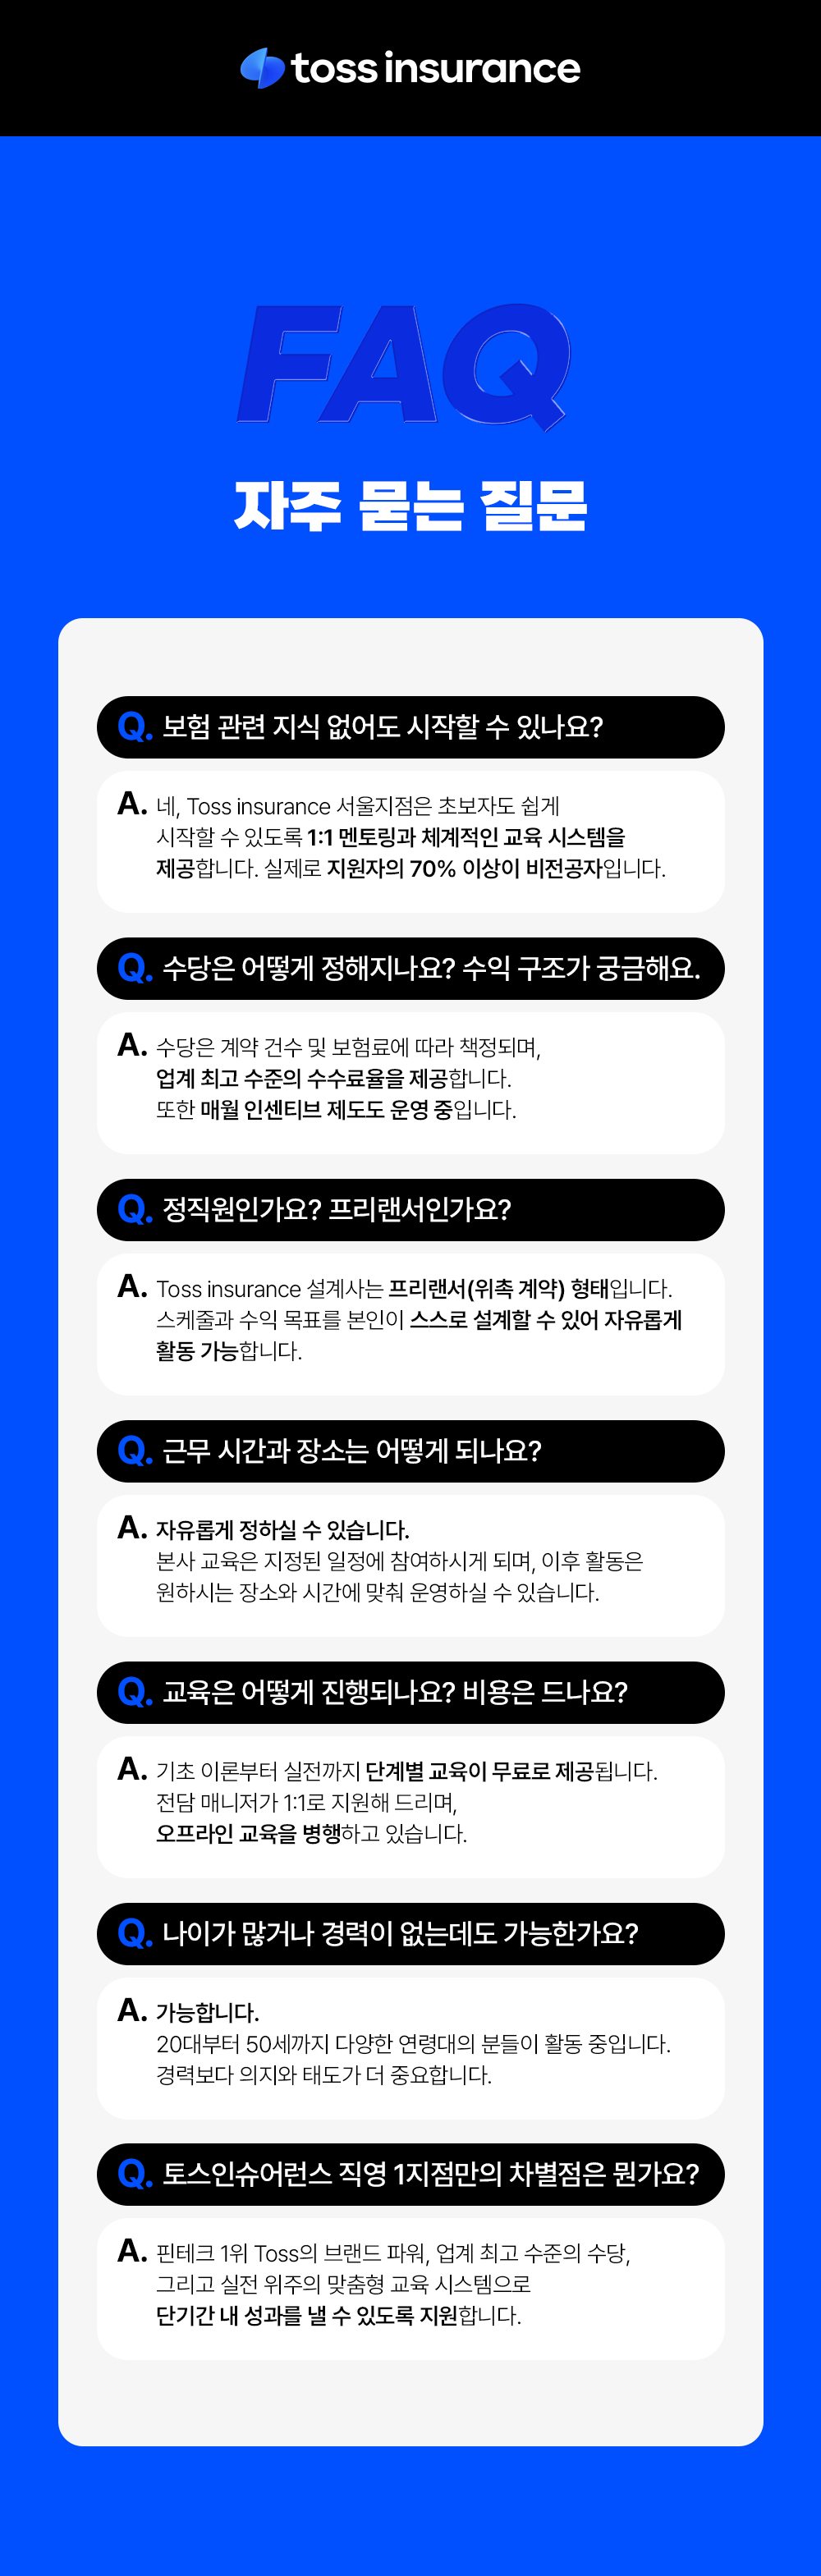 toss insurance
FAQ
자주 묻는 질문
Q. 보험 관련 지식 없어도 시작할 수 있나요?
A. 네, Toss insurance 서울지점은 초보자도 쉽게
시작할 수 있도록 1:1 멘토링과 체계적인 교육 시스템을
제공합니다. 실제로 지원자의 70% 이상이 비전공자입니다.
Q. 수당은 어떻게 정해지나요? 수익 구조가 궁금해요.
A. 수당은 계약 건수 및 보험료에 따라 책정되며,
업계 최고 수준의 수수료율을 제공합니다.
또한 매월 인센티브 제도도 운영 중입니다.
Q. 정직원인가요? 프리랜서인가요?
A. Toss insurance 설계사는 프리랜서(위촉 계약) 형태입니다.
스케줄과 수익 목표를 본인이 스스로 설계할 수 있어 자유롭게
활동 가능합니다.
Q. 근무 시간과 장소는 어떻게 되나요?
A. 자유롭게 정하실 수 있습니다.
본사 교육은 지정된 일정에 참여하시게 되며, 이후 활동은
원하시는 장소와 시간에 맞춰 운영하실 수 있습니다.
Q. 교육은 어떻게 진행되나요? 비용은 드나요?
A. 기초 이론부터 실전까지 단계별 교육이 무료로 제공됩니다.
전담 매니저가 1:1로 지원해 드리며,
오프라인 교육을 병행하고 있습니다.
Q. 나이가 많거나 경력이 없는데도 가능한가요?
A. 가능합니다.
20대부터 50세까지 다양한 연령대의 분들이 활동 중입니다.
경력보다 의지와 태도가 더 중요합니다.
Q. 토스인슈어런스 직영 1지점만의 차별점은 뭔가요?
A. 핀테크 1위 Toss의 브랜드 파워, 업계 최고 수준의 수당,
그리고 실전 위주의 맞춤형 교육 시스템으로
단기간 내 성과를 낼 수 있도록 지원합니다.